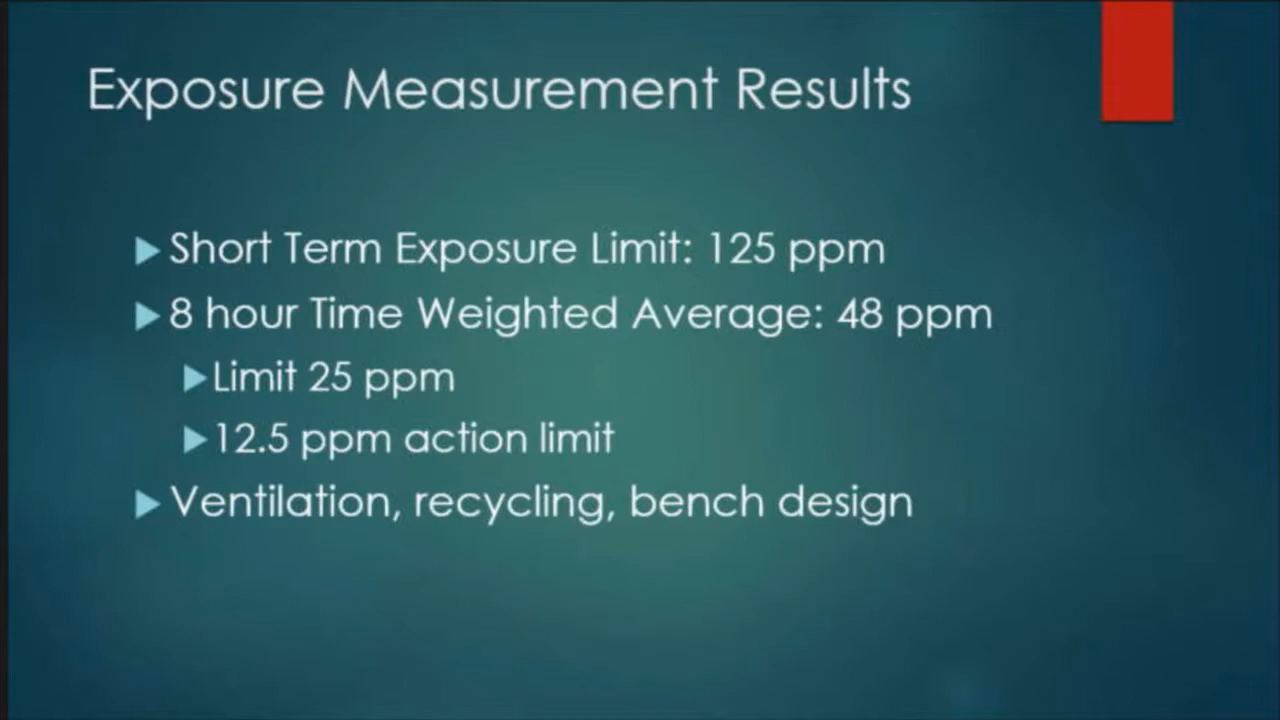 Exposure Measurement Results
Short Term Exposure Limit: 125 ppm
8 hour Time Weighted Average: 48 ppm
Limit 25 ppm
12.5 ppm action limit
Ventilation, recycling, bench design